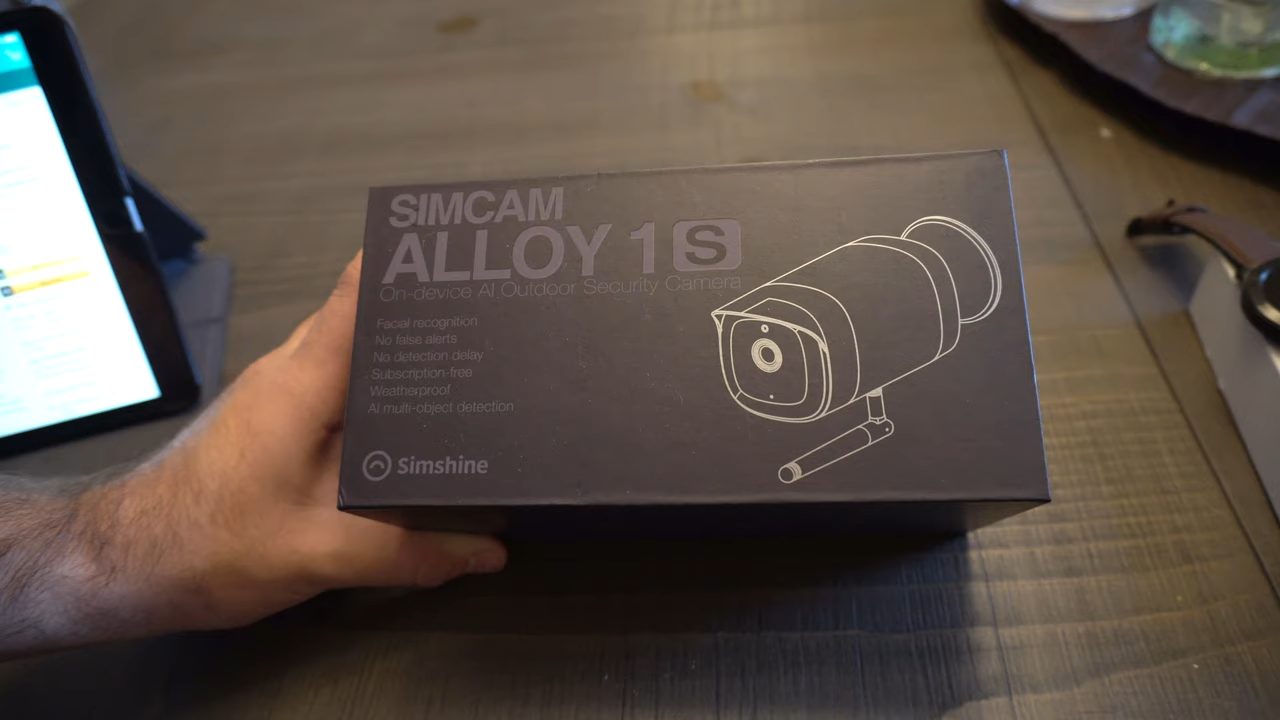 SIMCAM
ALLOY 1 S
On-device AI Outdoor Security Camera
Facial recognition
No false alerts
No detection delay
Subscription-free
Weatherproof
AI multi-object detection
Simshine